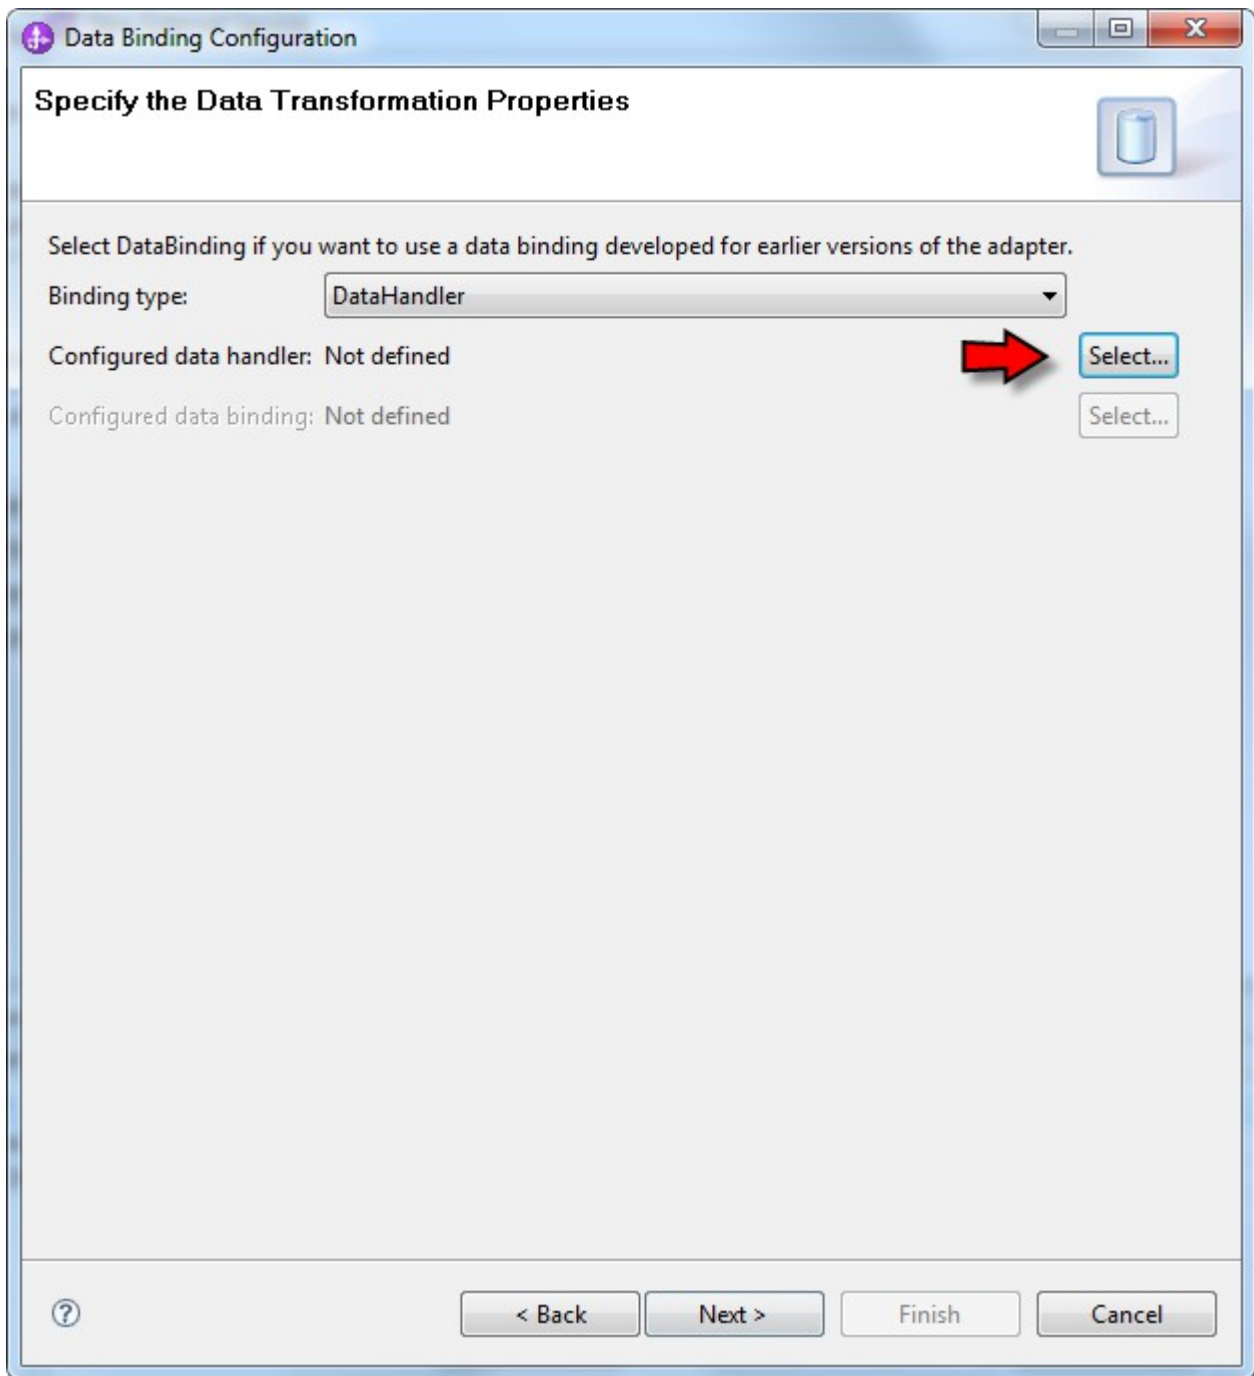 Data Binding Configuration
Specify the Data Transformation Properties
Select DataBinding if you want to use a data binding developed for earlier versions of the adapter.
Binding type: DataHandler
Configured data handler: Not defined Select...
Configured data binding: Not defined Select...
< Back Next > Finish Cancel